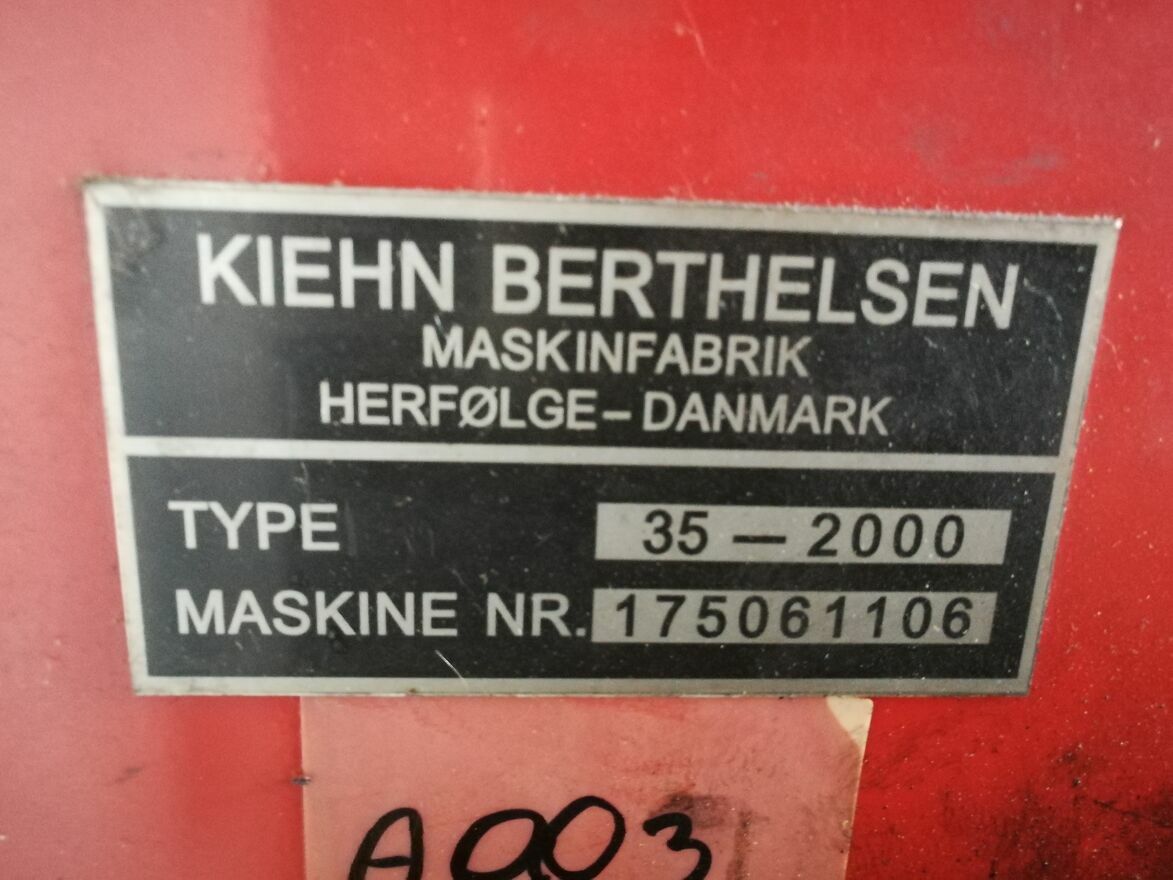 KIEHN BERTHELSEN
MASKINFABRIK
HERFØLGE-DANMARK
TYPE 35-2000
MASKINE NR. 175061106
A003